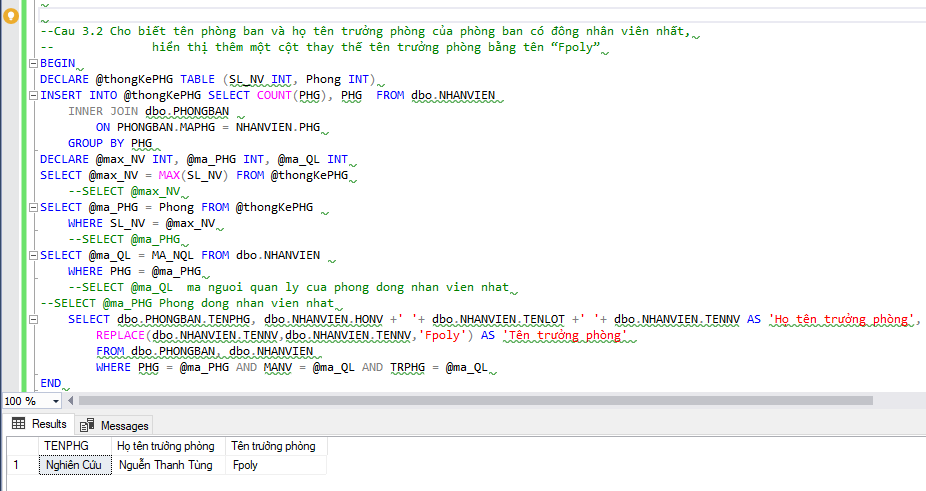 --Cau 3.2 Cho biết tên phòng ban và họ tên trưởng phòng của phòng ban có đông nhân viên nhất,
-- hiển thị thêm một cột thay thế tên trưởng phòng bằng tên “Fpoly”
BEGIN
DECLARE @thongKePHG TABLE (SL_NV INT, Phong INT)
INSERT INTO @thongKePHG SELECT COUNT(PHG), PHG FROM dbo.NHANVIEN
INNER JOIN dbo.PHONGBAN
ON PHONGBAN.MAPHG = NHANVIEN.PHG
GROUP BY PHG
DECLARE @max_NV INT, @ma_PHG INT, @ma_QL INT
SELECT @max_NV = MAX(SL_NV) FROM @thongKePHG
--SELECT @max_NV
SELECT @ma_PHG = Phong FROM @thongKePHG
WHERE SL_NV = @max_NV
--SELECT @ma_PHG
SELECT @ma_QL = MA_NQL FROM dbo.NHANVIEN
WHERE PHG = @ma_PHG
--SELECT @ma_QL ma nguoi quan ly cua phong dong nhan vien nhat
--SELECT @ma_PHG Phong dong nhan vien nhat
SELECT dbo.PHONGBAN.TENPHG, dbo.NHANVIEN.HONV +' '+ dbo.NHANVIEN.TENLOT +' '+ dbo.NHANVIEN.TENNV AS 'Họ tên trưởng phòng',
REPLACE(dbo.NHANVIEN.TENNV,dbo.NHANVIEN.TENNV,'Fpoly') AS 'Tên trưởng phòng'
FROM dbo.PHONGBAN, dbo.NHANVIEN
WHERE PHG = @ma_PHG AND MANV = @ma_QL AND TRPHG = @ma_QL
END
100 %
Results Messages
TENPHG Họ tên trưởng phòng Tên trưởng phòng
1 Nghiên Cứu Nguễn Thanh Tùng Fpoly